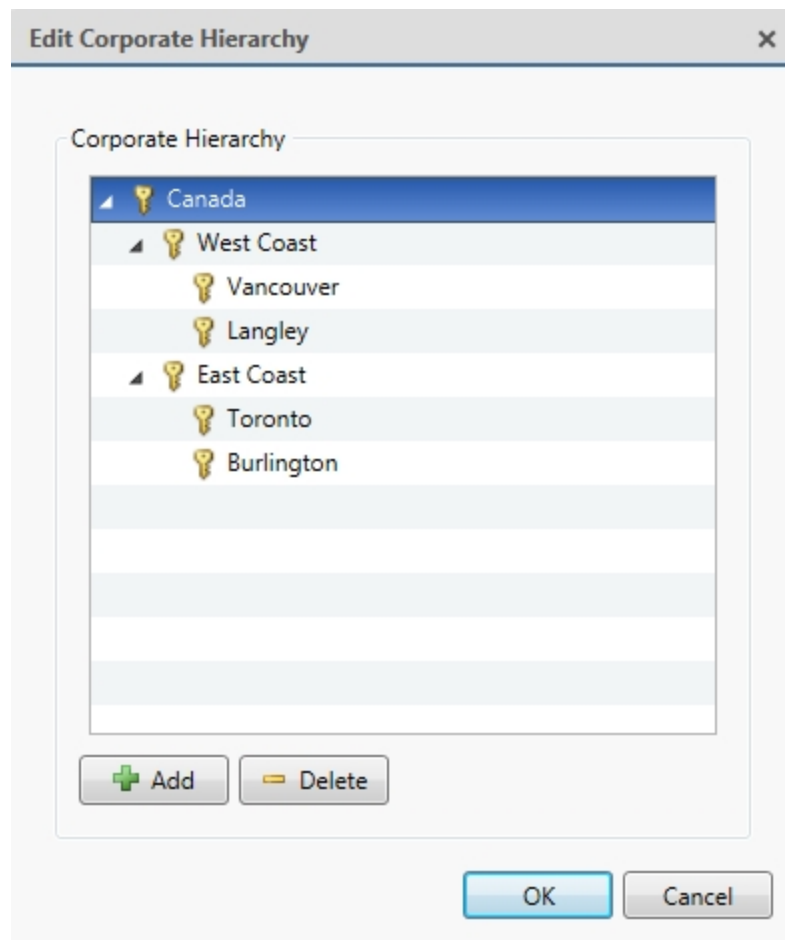 Edit Corporate Hierarchy
Corporate Hierarchy
Canada
West Coast
Vancouver
Langley
East Coast
Toronto
Burlington
Add Delete
OK Cancel